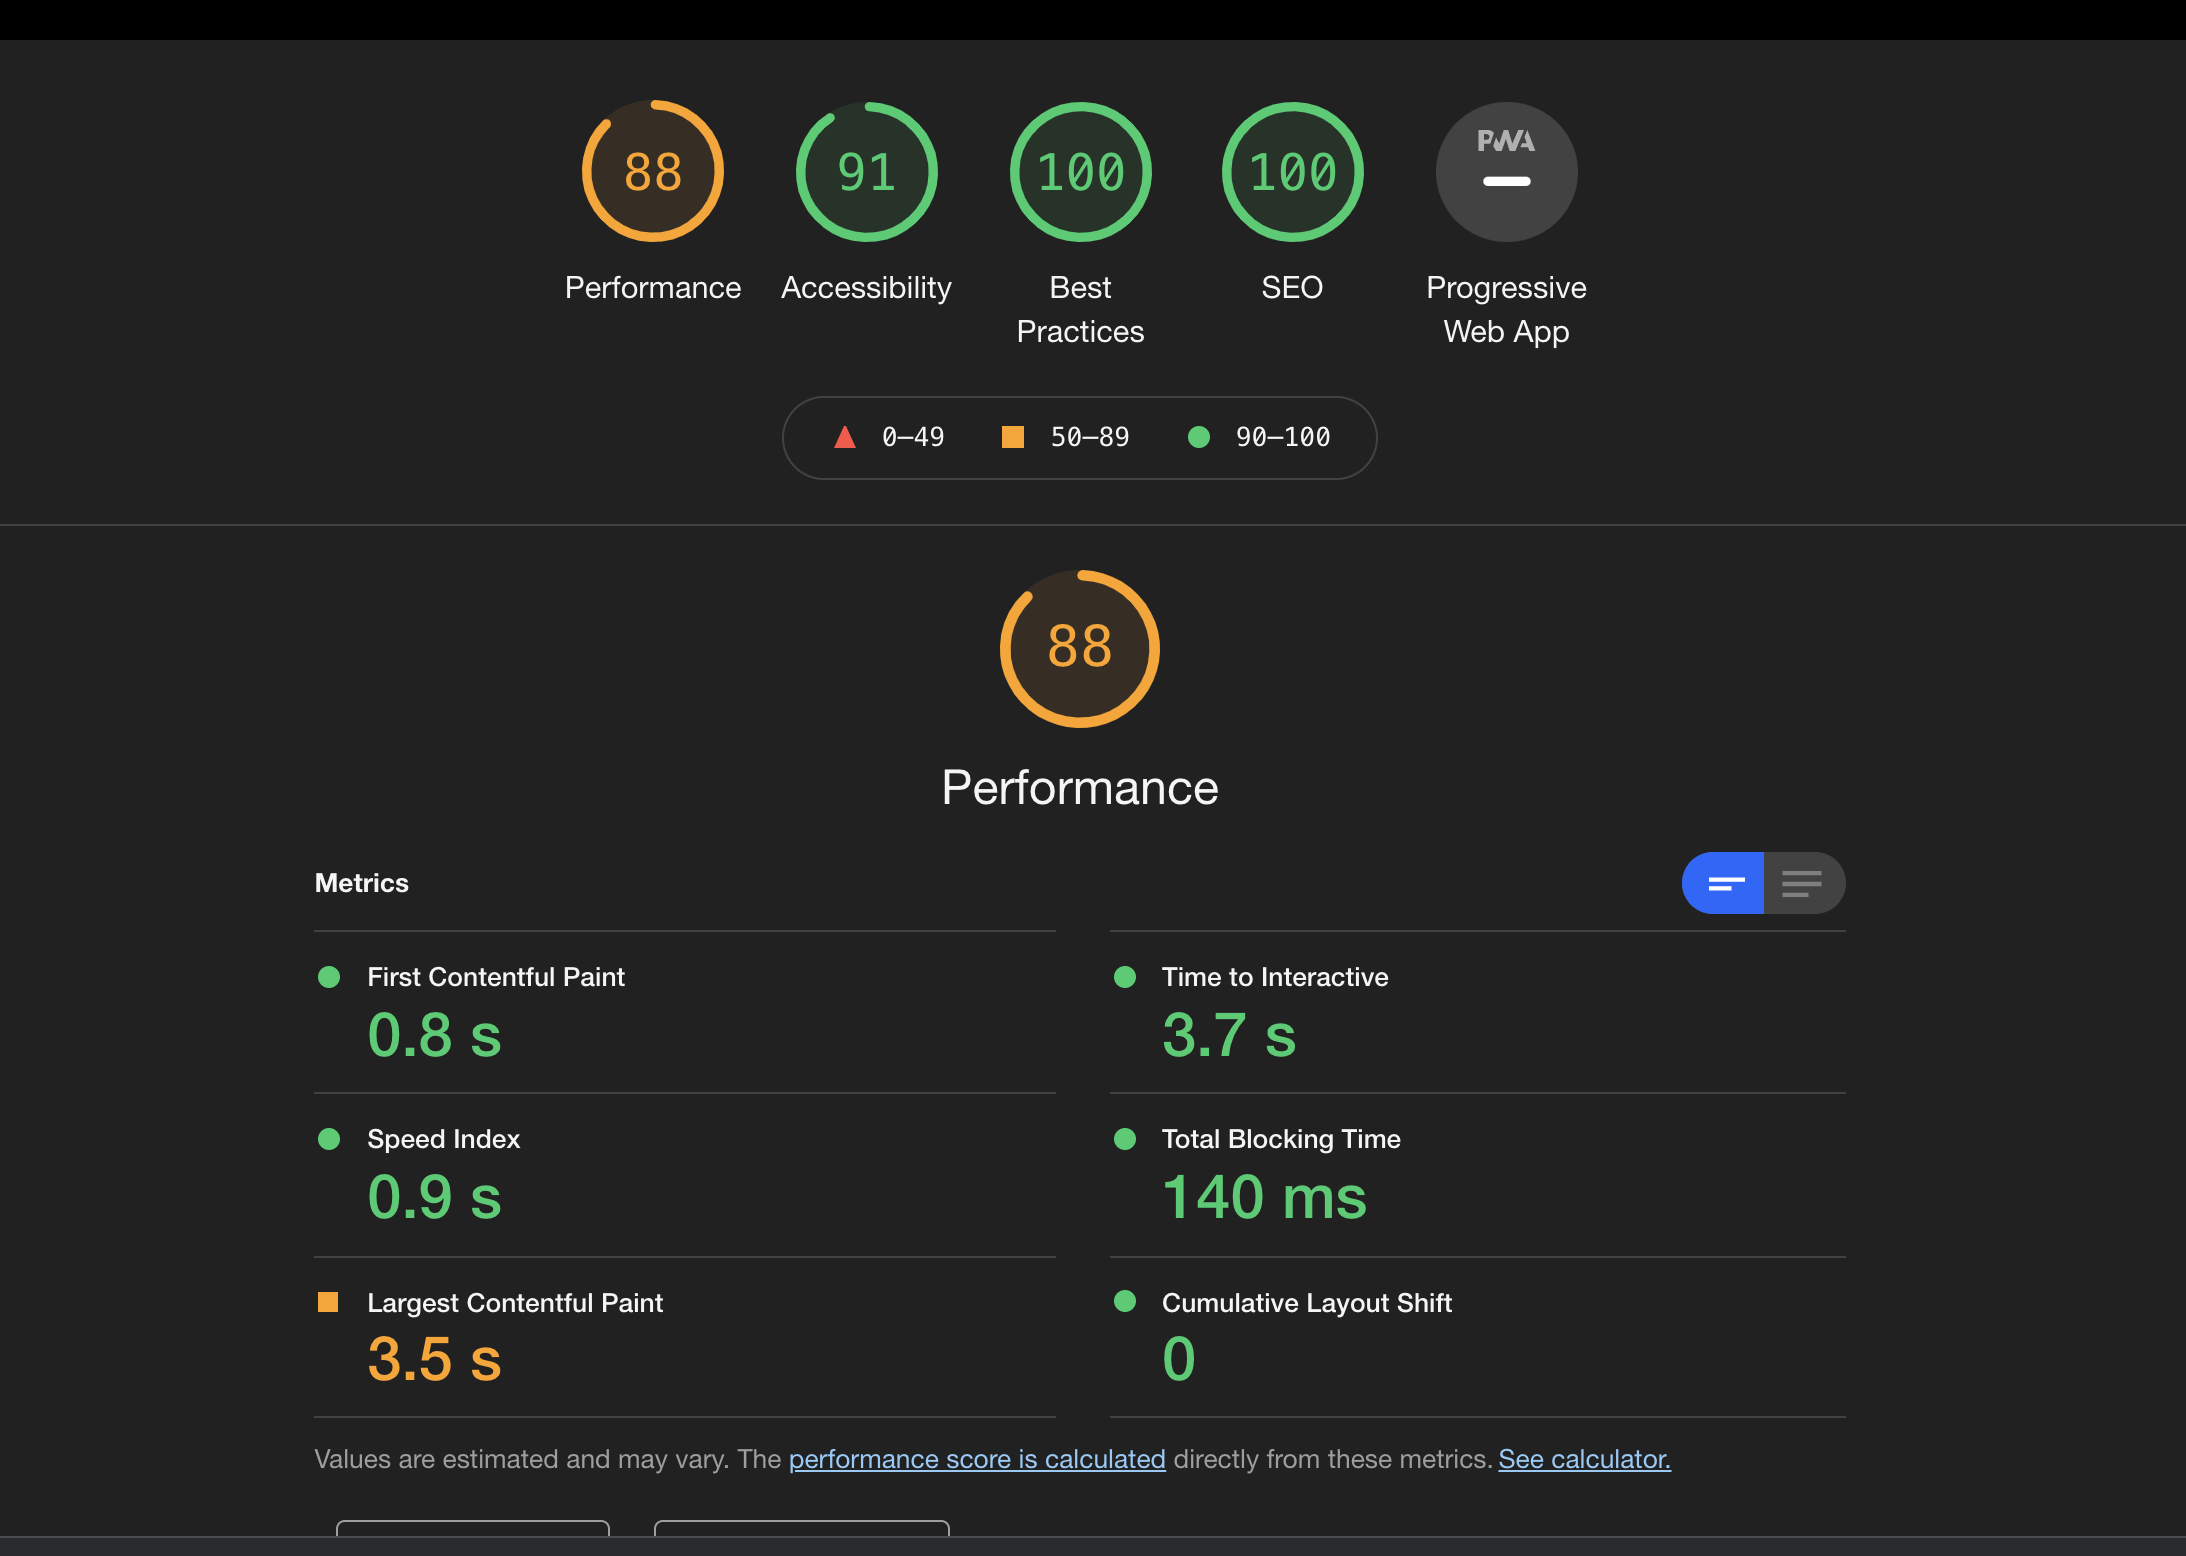 88
91
100
100
PWA
Performance
Accessibility
Best
Practices
SEO
Progressive
Web App
0–49
50–89
90–100
88
Performance
Metrics
First Contentful Paint
0.8 s
Time to Interactive
3.7 s
Speed Index
0.9 s
Total Blocking Time
140 ms
Largest Contentful Paint
3.5 s
Cumulative Layout Shift
0
Values are estimated and may vary. The performance score is calculated directly from these metrics. See calculator.